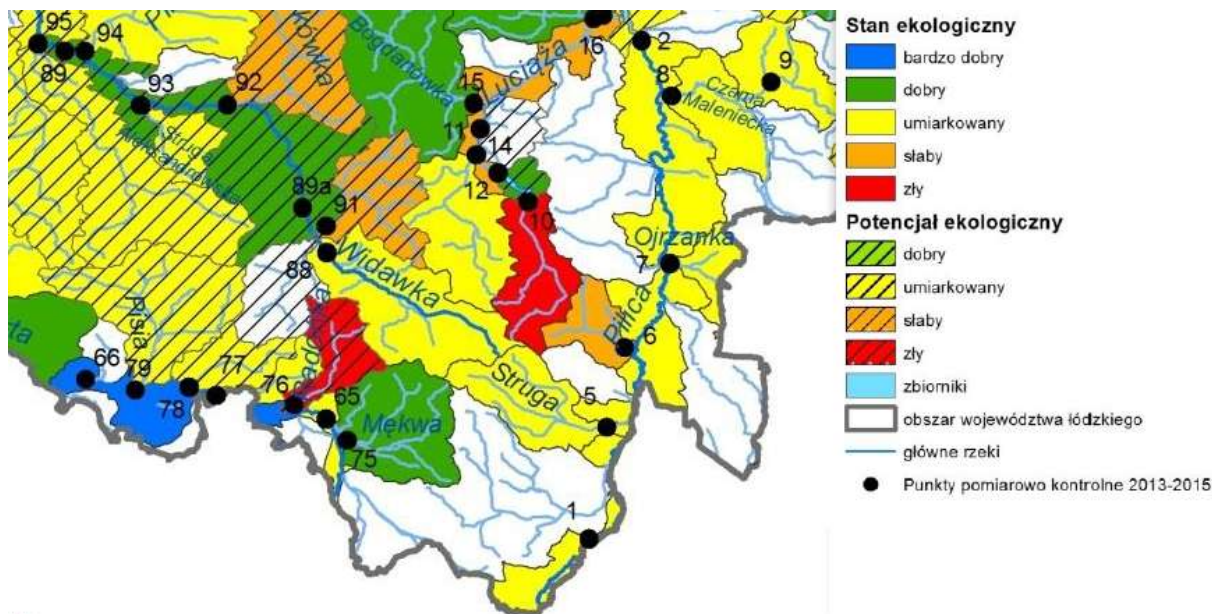 95
94
89
93
92
Bogdanówka
Luciąża
15
16
11
14
12
10
2
8
9
Czarna
Maleniecka
Struga
Aleksandrowska
89a
91
88
Widawka
Ojrzanka
7
Pilica
6
Pisia
66
79
78
77
76
65
75
Mękwa
Struga
5
1
Stan ekologiczny
bardzo dobry
dobry
umiarkowany
słaby
zły
Potencjał ekologiczny
dobry
umiarkowany
słaby
zły
zbiorniki
obszar województwa łódzkiego
główne rzeki
Punkty pomiarowo kontrolne 2013-2015